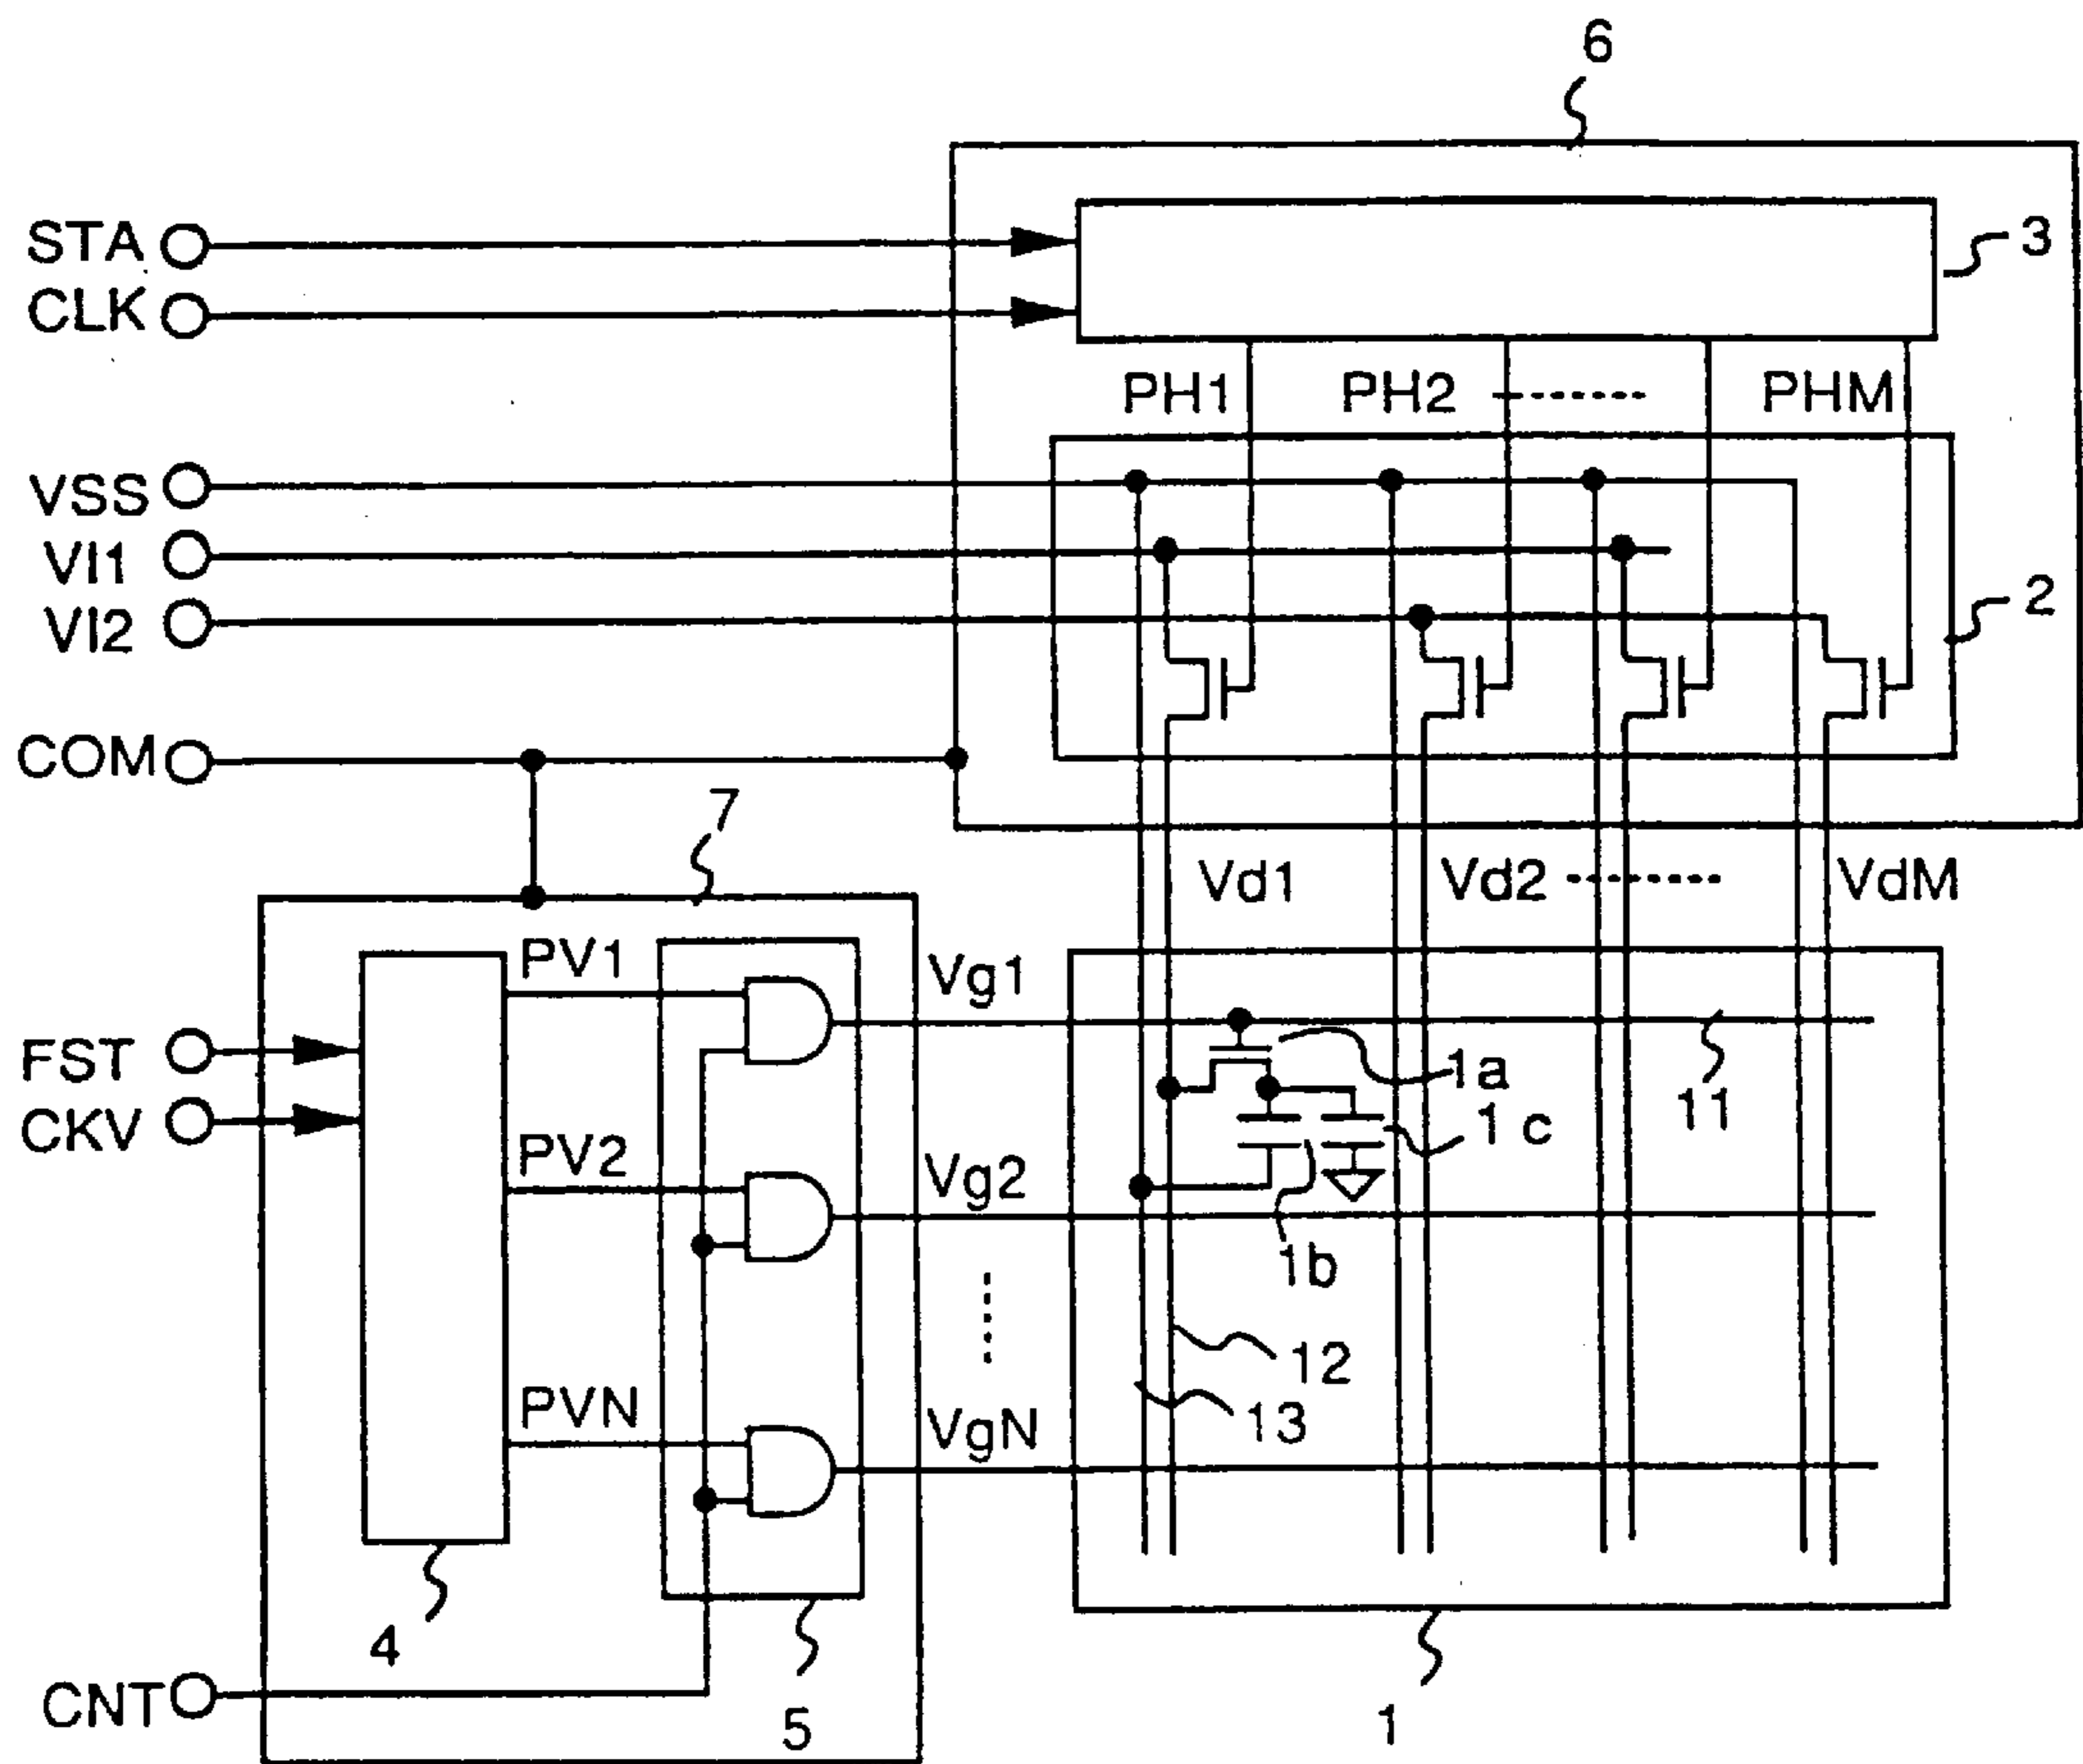 6
STA
3
CLK
PH1
PH2
PHM
VSS
VI1
VI2
2
COM
7
Vd1
Vd2
VdM
PV1
Vg1
FST
1a
11
CKV
1c
PV2
Vg2
1b
12
PVN
VgN
13
4
CNT
5
1